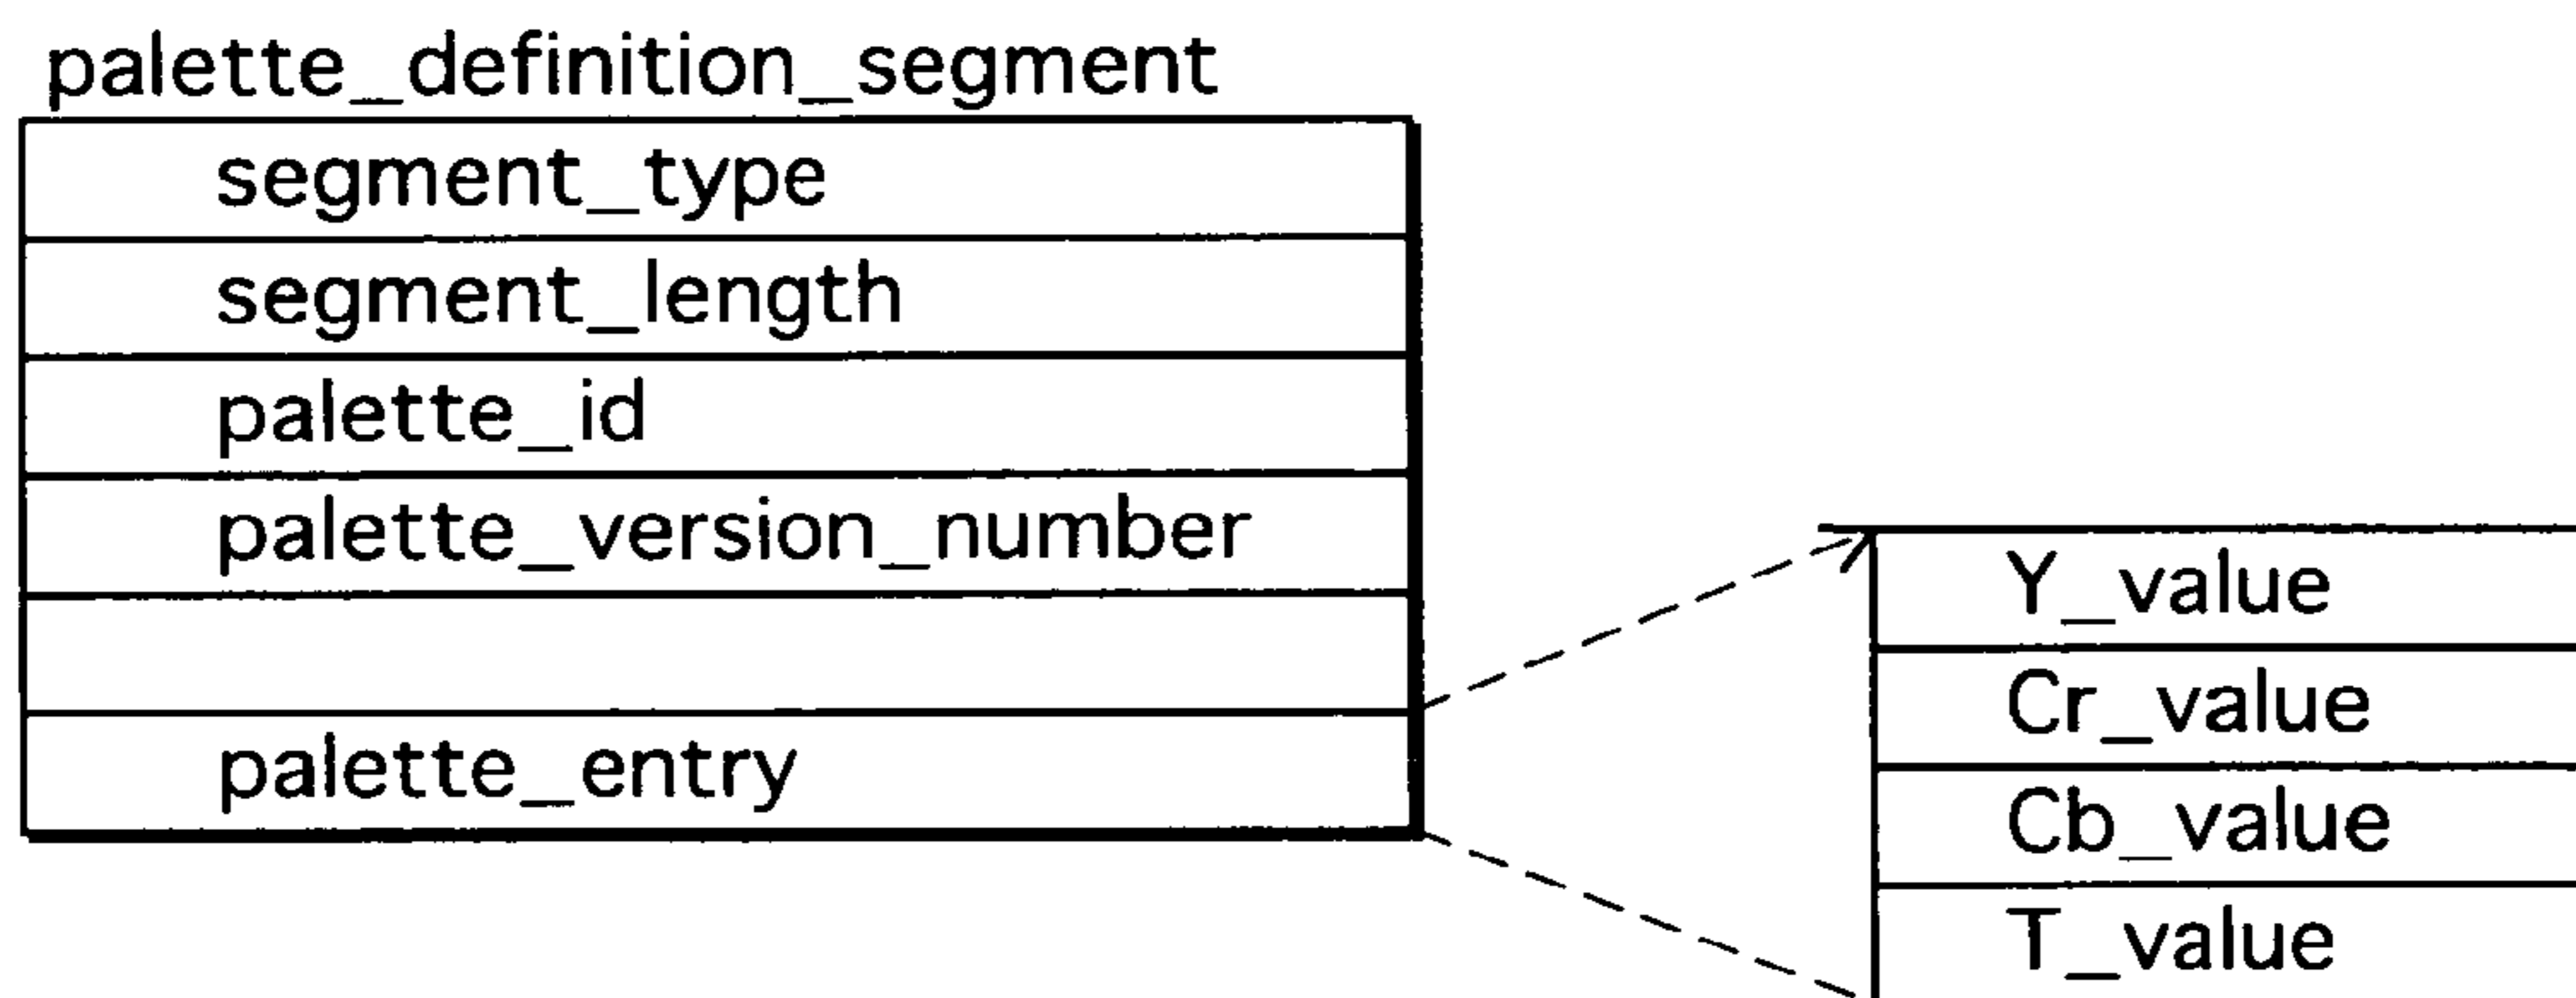 palette_definition_segment
segment_type
segment_length
palette_id
palette_version_number
palette_entry
Y_value
Cr_value
Cb_value
T_value